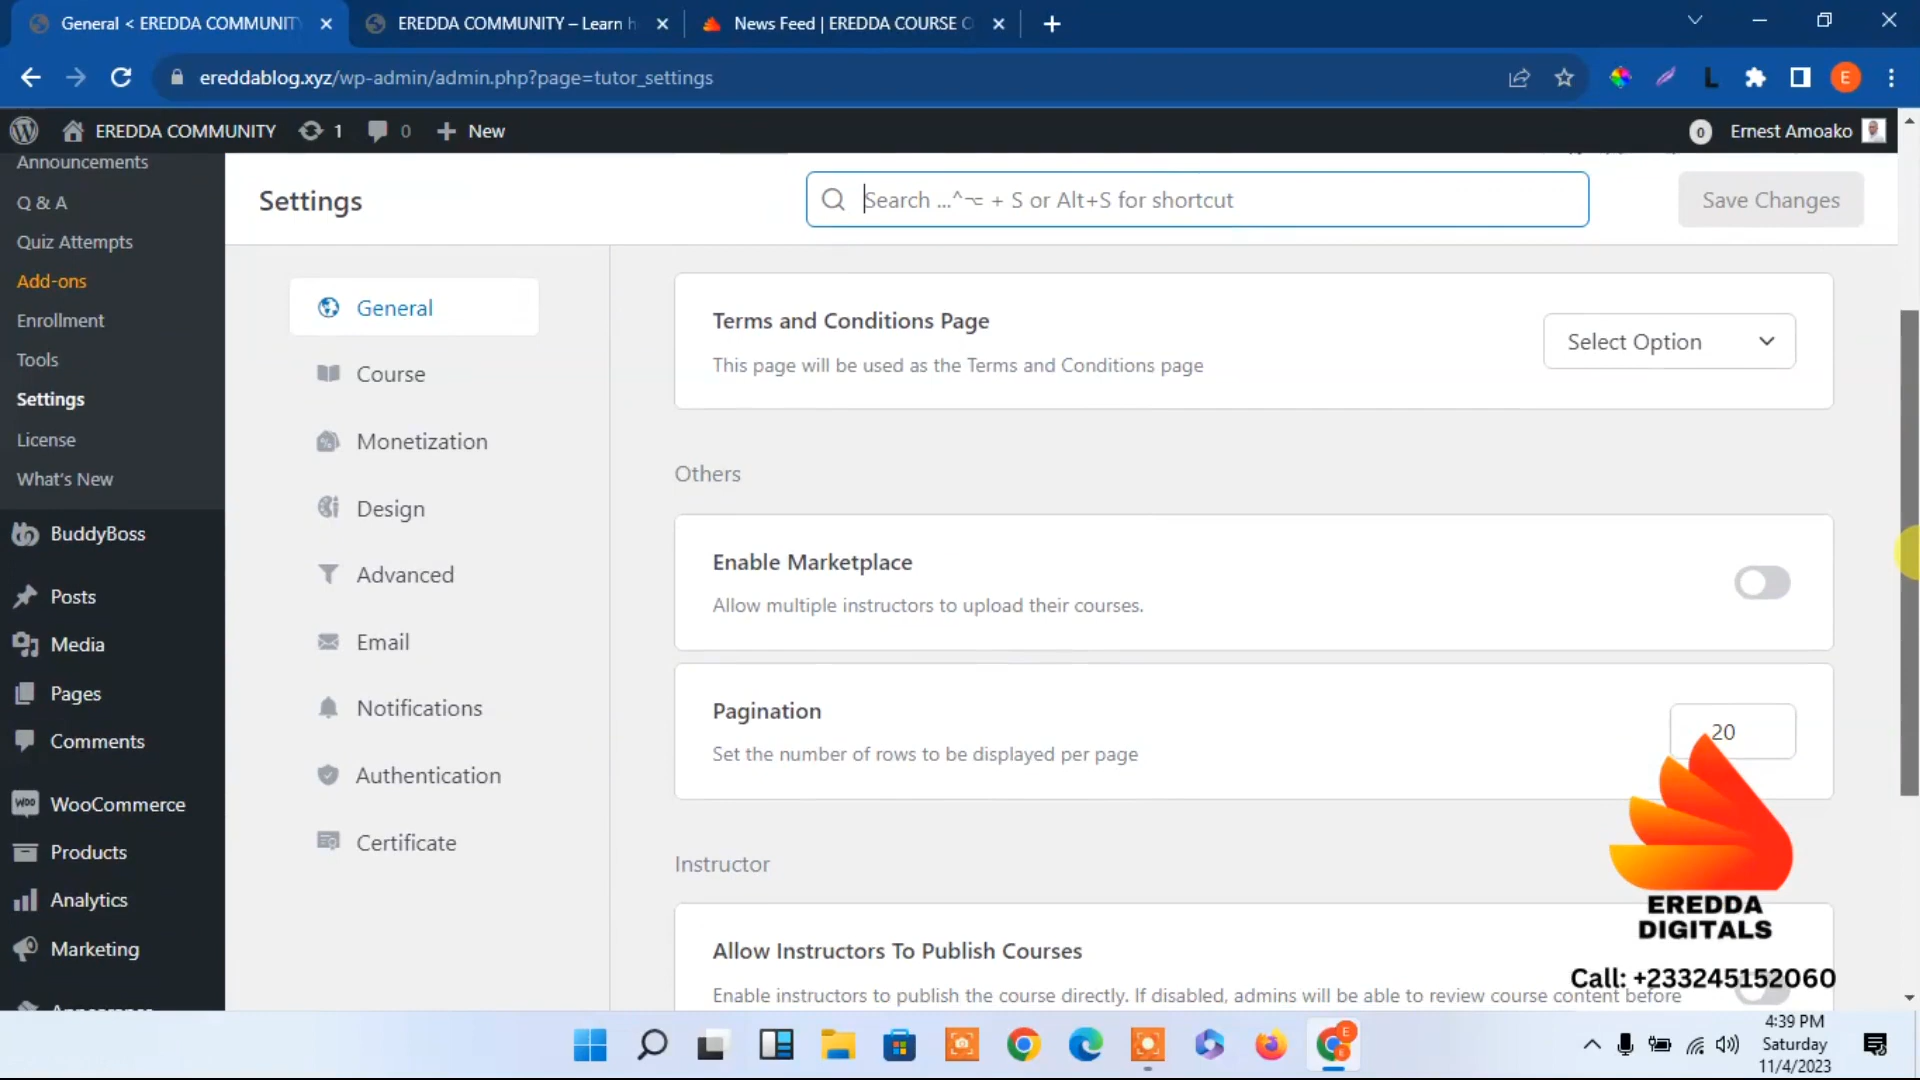 General < EREDDA COMMUNIT
EREDDA COMMUNITY – Learn h
News Feed | EREDDA COURSE C
ereddablog.xyz/wp-admin/admin.php?page=tutor_settings
L
E
EREDDA COMMUNITY
1
0
New
0
Ernest Amoako
Announcements
Q & A
Quiz Attempts
Add-ons
Enrollment
Tools
Settings
License
What's New
BuddyBoss
Posts
Media
Pages
Comments
WooCommerce
Products
Analytics
Marketing
Settings
Search ...^⌥ + S or Alt+S for shortcut
Save Changes
General
Course
Monetization
Design
Advanced
Email
Notifications
Authentication
Certificate
Terms and Conditions Page
This page will be used as the Terms and Conditions page
Select Option
Others
Enable Marketplace
Allow multiple instructors to upload their courses.
Pagination
Set the number of rows to be displayed per page
20
Instructor
Allow Instructors To Publish Courses
Enable instructors to publish the course directly. If disabled, admins will be able to review course content before
EREDDA
DIGITALS
Call: +233245152060
4:39 PM
Saturday
11/4/2023